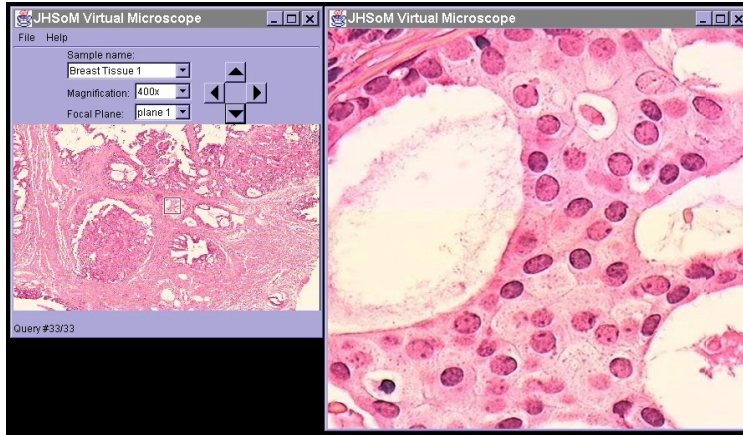 JHSoM Virtual Microscope
File Help
Sample name:
Breast Tissue 1
Magnification: 400x
Focal Plane: plane 1
Query #33/33
JHSoM Virtual Microscope